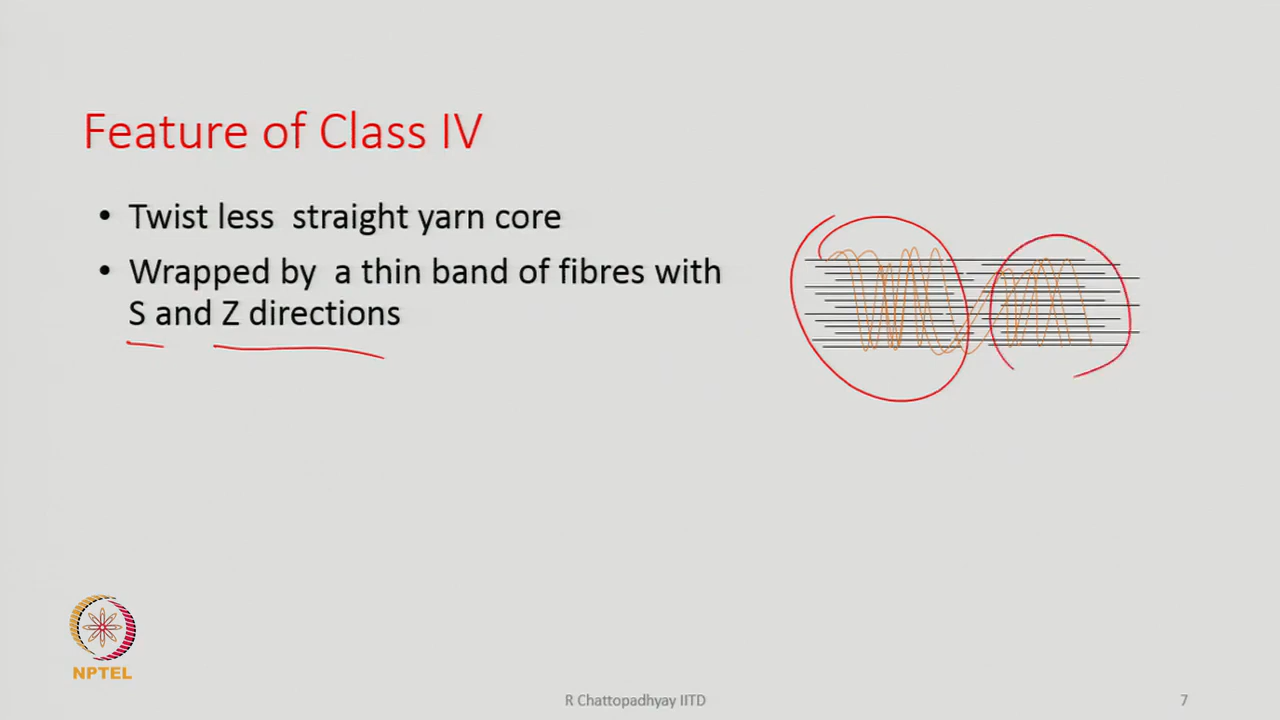 Feature of Class IV
• Twist less straight yarn core
• Wrapped by a thin band of fibres with
S and Z directions
NPTEL
R Chattopadhyay IITD
7